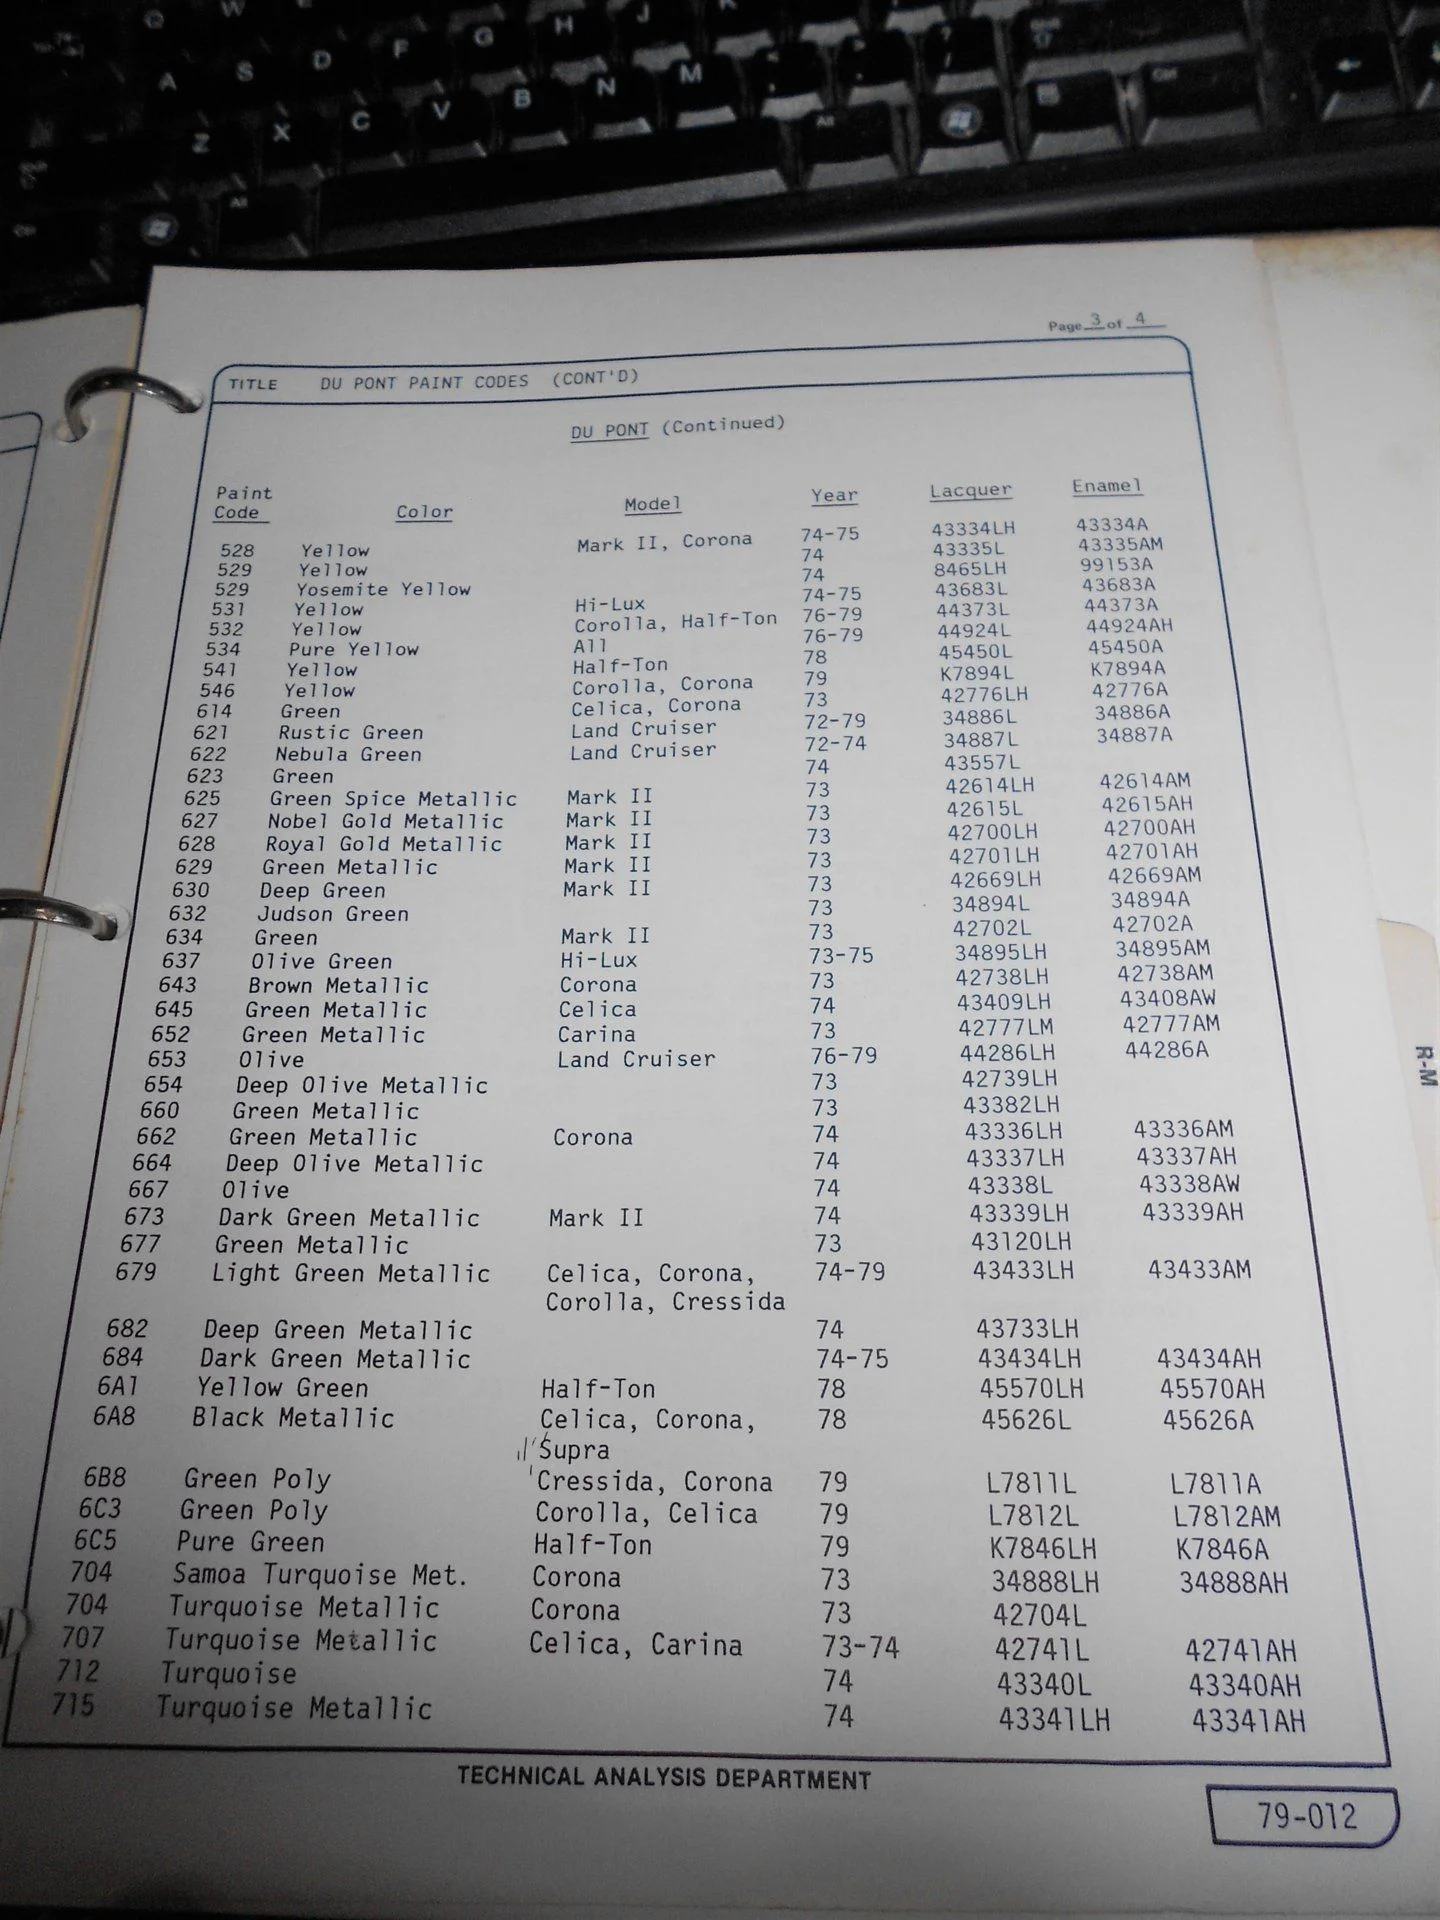 Q W
A S D F G H J K
Z X C V B N M
Alt Ctrl
Alt
Page 3 of 4
TITLE DU PONT PAINT CODES (CONT'D)
DU PONT (Continued)
Paint
Code Color Model Year Lacquer Enamel
528 Yellow Mark II, Corona 74-75 43334LH 43334A
529 Yellow 74 43335L 43335AM
529 Yosemite Yellow 74 8465LH 99153A
531 Yellow Hi-Lux 74-75 43683L 43683A
532 Yellow Corolla, Half-Ton 76-79 44373L 44373A
534 Pure Yellow All 76-79 44924L 44924AH
541 Yellow Half-Ton 78 45450L 45450A
546 Yellow Corolla, Corona 79 K7894L K7894A
614 Green Celica, Corona 73 42776LH 42776A
621 Rustic Green Land Cruiser 72-79 34886L 34886A
622 Nebula Green Land Cruiser 72-74 34887L 34887A
623 Green 74 43557L
625 Green Spice Metallic Mark II 73 42614LH 42614AM
627 Nobel Gold Metallic Mark II 73 42615L 42615AH
628 Royal Gold Metallic Mark II 73 42700LH 42700AH
629 Green Metallic Mark II 73 42701LH 42701AH
630 Deep Green Mark II 73 42669LH 42669AM
632 Judson Green 73 34894L 34894A
634 Green Mark II 73 42702L 42702A
637 Olive Green Hi-Lux 73-75 34895LH 34895AM
643 Brown Metallic Corona 73 42738LH 42738AM
645 Green Metallic Celica 74 43409LH 43408AW
652 Green Metallic Carina 73 42777LM 42777AM
653 Olive Land Cruiser 76-79 44286LH 44286A
654 Deep Olive Metallic 73 42739LH
660 Green Metallic 73 43382LH
662 Green Metallic Corona 74 43336LH 43336AM
664 Deep Olive Metallic 74 43337LH 43337AH
667 Olive 74 43338L 43338AW
673 Dark Green Metallic Mark II 74 43339LH 43339AH
677 Green Metallic 73 43120LH
679 Light Green Metallic Celica, Corona, 74-79 43433LH 43433AM
Corolla, Cressida
682 Deep Green Metallic 74 43733LH
684 Dark Green Metallic 74-75 43434LH 43434AH
6A1 Yellow Green Half-Ton 78 45570LH 45570AH
6A8 Black Metallic Celica, Corona, 78 45626L 45626A
Supra
6B8 Green Poly Cressida, Corona 79 L7811L L7811A
6C3 Green Poly Corolla, Celica 79 L7812L L7812AM
6C5 Pure Green Half-Ton 79 K7846LH K7846A
704 Samoa Turquoise Met. Corona 73 34888LH 34888AH
704 Turquoise Metallic Corona 73 42704L
707 Turquoise Metallic Celica, Carina 73-74 42741L 42741AH
712 Turquoise 74 43340L 43340AH
715 Turquoise Metallic 74 43341LH 43341AH
TECHNICAL ANALYSIS DEPARTMENT
79-012
R-M